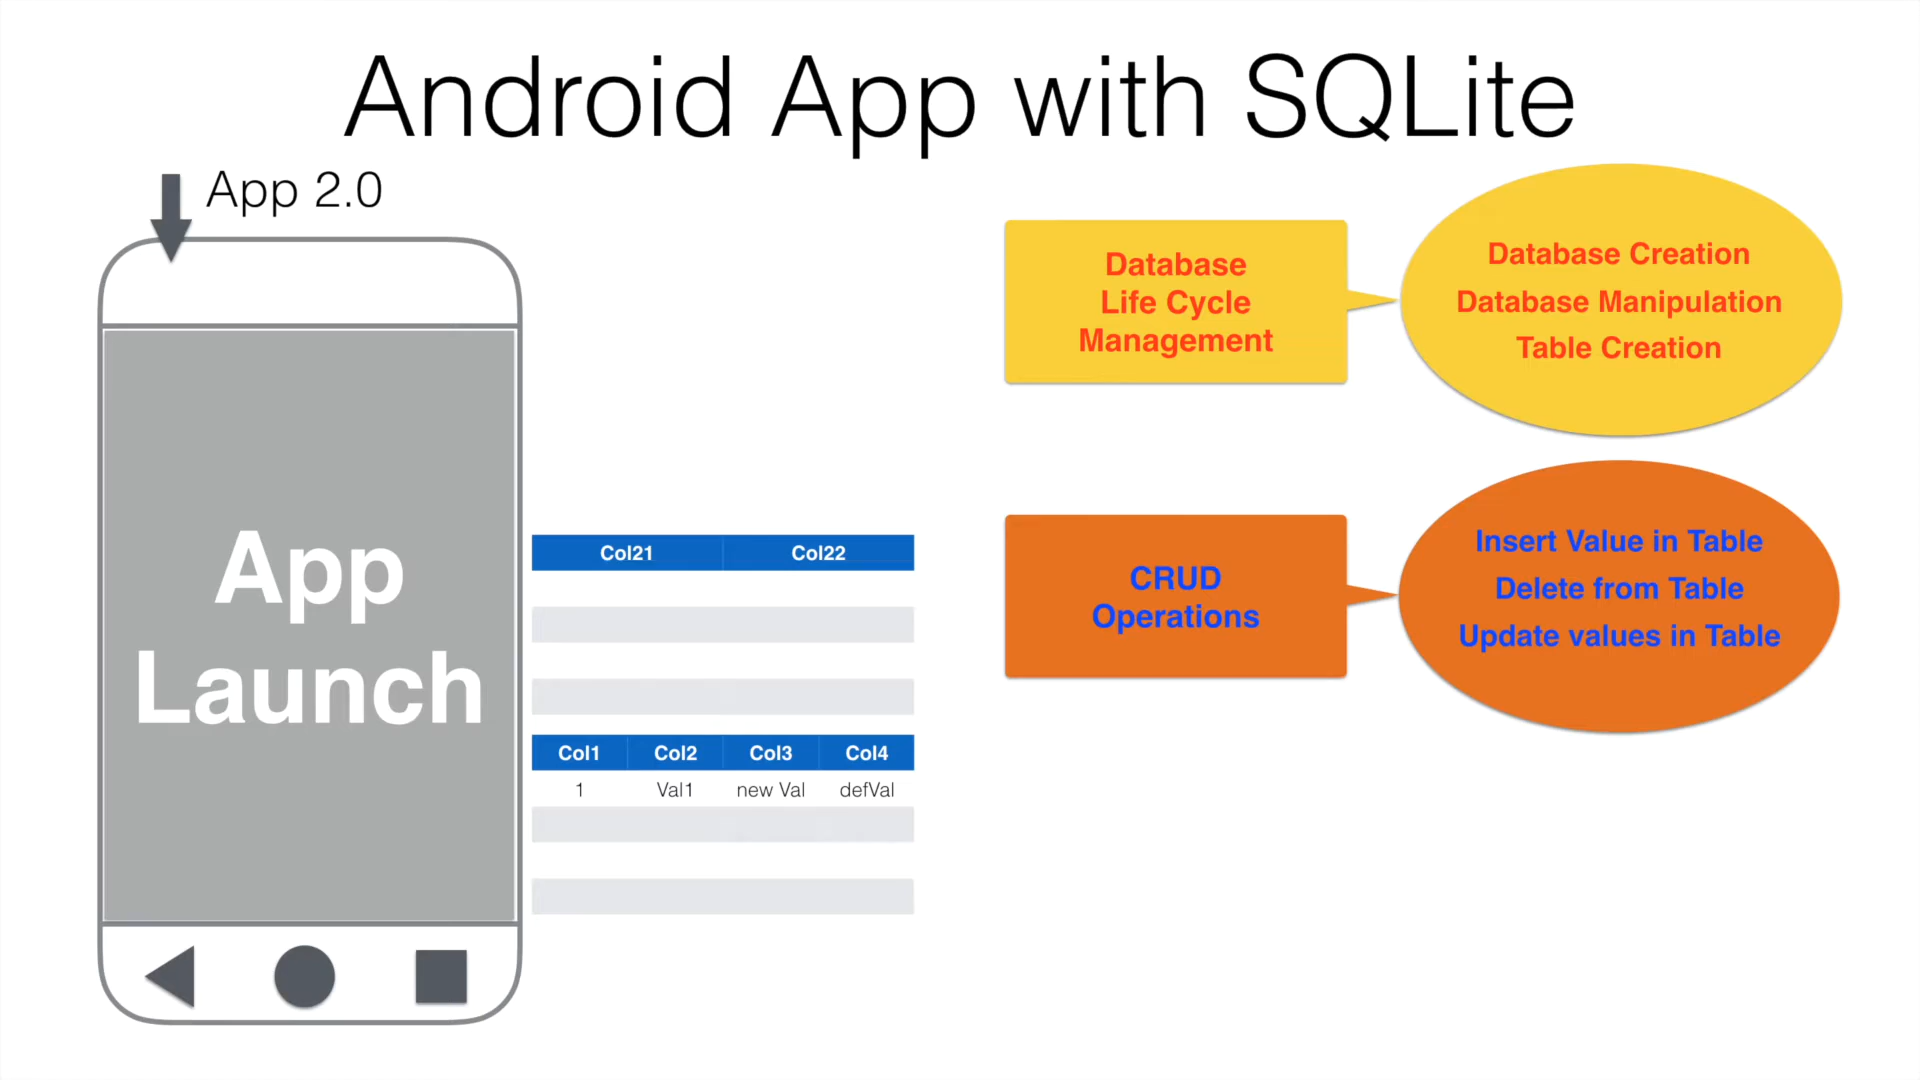 Android App with SQLite
App 2.0
App
Launch
Col21 Col22
Col1 Col2 Col3 Col4
1 Val1 new Val defVal
Database
Life Cycle
Management
Database Creation
Database Manipulation
Table Creation
CRUD
Operations
Insert Value in Table
Delete from Table
Update values in Table